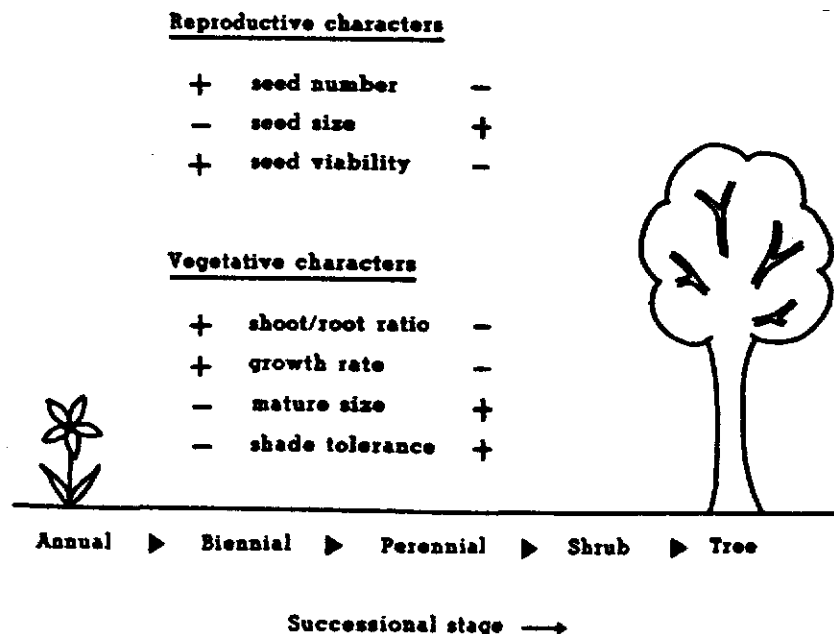 Reproductive characters
+ seed number −
− seed size +
+ seed viability −
Vegetative characters
+ shoot/root ratio −
+ growth rate −
− mature size +
− shade tolerance +
Annual ▶ Biennial ▶ Perennial ▶ Shrub ▶ Tree
Successional stage →